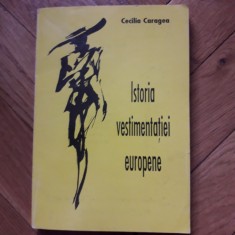 Cecilia Caragea
Istoria
vestimentației
europene